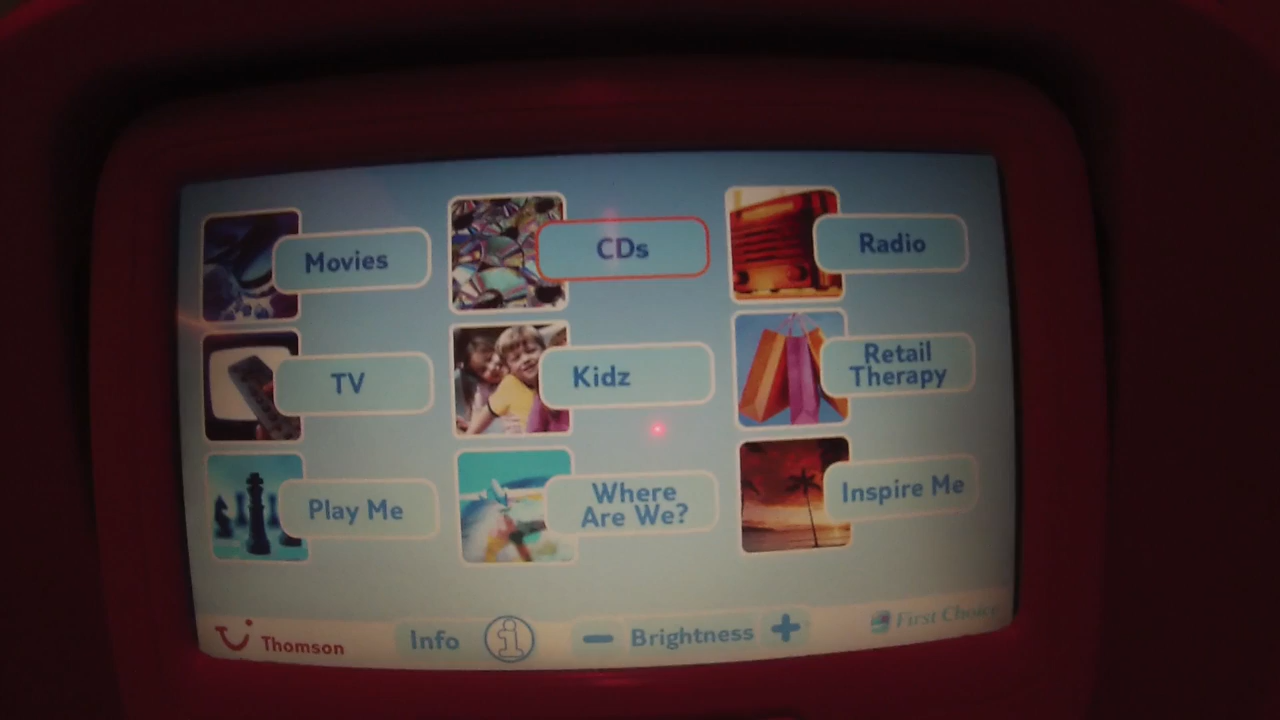 Movies
CDs
Radio
TV
Kidz
Retail
Therapy
Play Me
Where
Are We?
Inspire Me
Thomson
Info i
- Brightness +
First Choice